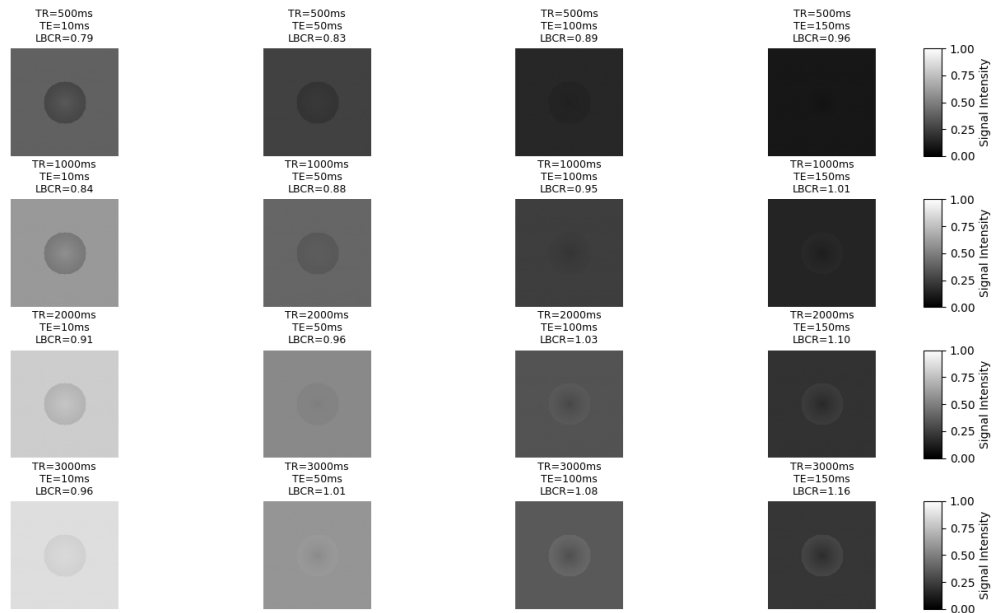 TR=500ms
TE=10ms
LBCR=0.79
TR=500ms
TE=50ms
LBCR=0.83
TR=500ms
TE=100ms
LBCR=0.89
TR=500ms
TE=150ms
LBCR=0.96
1.00
0.75
0.50
0.25
0.00
Signal Intensity
TR=1000ms
TE=10ms
LBCR=0.84
TR=1000ms
TE=50ms
LBCR=0.88
TR=1000ms
TE=100ms
LBCR=0.95
TR=1000ms
TE=150ms
LBCR=1.01
1.00
0.75
0.50
0.25
0.00
Signal Intensity
TR=2000ms
TE=10ms
LBCR=0.91
TR=2000ms
TE=50ms
LBCR=0.96
TR=2000ms
TE=100ms
LBCR=1.03
TR=2000ms
TE=150ms
LBCR=1.10
1.00
0.75
0.50
0.25
0.00
Signal Intensity
TR=3000ms
TE=10ms
LBCR=0.96
TR=3000ms
TE=50ms
LBCR=1.01
TR=3000ms
TE=100ms
LBCR=1.08
TR=3000ms
TE=150ms
LBCR=1.16
1.00
0.75
0.50
0.25
0.00
Signal Intensity